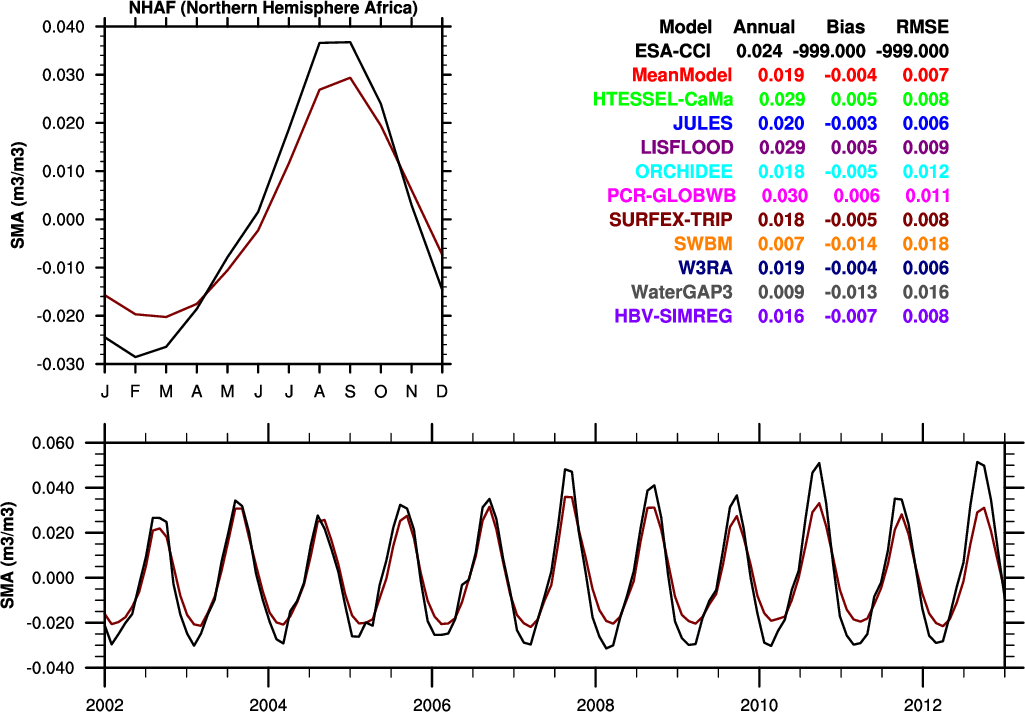 NHAF (Northern Hemisphere Africa)
0.040
0.030
0.020
0.010
0.000
-0.010
-0.020
-0.030
SMA (m3/m3)
J F M A M J J A S O N D
Model Annual Bias RMSE
ESA-CCI 0.024 -999.000 -999.000
MeanModel 0.019 -0.004 0.007
HTESSEL-CaMa 0.029 0.005 0.008
JULES 0.020 -0.003 0.006
LISFLOOD 0.029 0.005 0.009
ORCHIDEE 0.018 -0.005 0.012
PCR-GLOBWB 0.030 0.006 0.011
SURFEX-TRIP 0.018 -0.005 0.008
SWBM 0.007 -0.014 0.018
W3RA 0.019 -0.004 0.006
WaterGAP3 0.009 -0.013 0.016
HBV-SIMREG 0.016 -0.007 0.008
0.060
0.040
0.020
0.000
-0.020
-0.040
SMA (m3/m3)
2002 2004 2006 2008 2010 2012